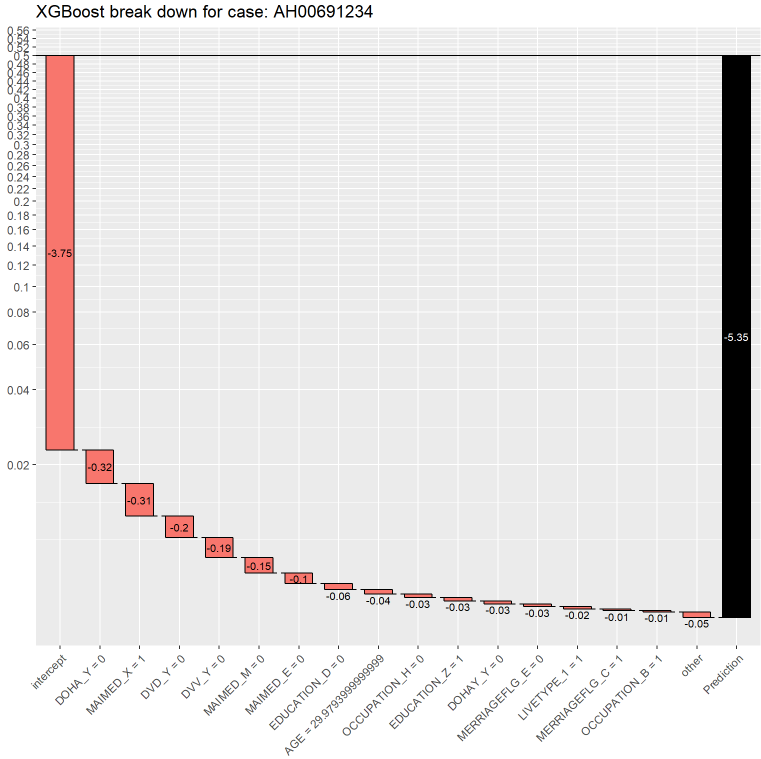 XGBoost break down for case: AH00691234
0.56
0.54
0.52
0.5
0.48
0.46
0.44
0.42
0.4
0.38
0.36
0.34
0.32
0.3
0.28
0.26
0.24
0.22
0.2
0.18
0.16
0.14
0.12
0.1
0.08
0.06
0.04
0.02
-3.75
-0.32
-0.31
-0.2
-0.19
-0.15
-0.1
-0.06
-0.04
-0.03
-0.03
-0.03
-0.03
-0.02
-0.01
-0.01
-0.05
-5.35
intercept
DOHA_Y = 0
MAIMED_X = 1
DVD_Y = 0
DVV_Y = 0
MAIMED_M = 0
MAIMED_E = 0
EDUCATION_D = 0
AGE = 29.9793999999999
OCCUPATION_H = 0
EDUCATION_Z = 1
DOHAY_Y = 0
MERRIAGEFLG_E = 0
LIVETYPE_1 = 1
MERRIAGEFLG_C = 1
OCCUPATION_B = 1
other
Prediction